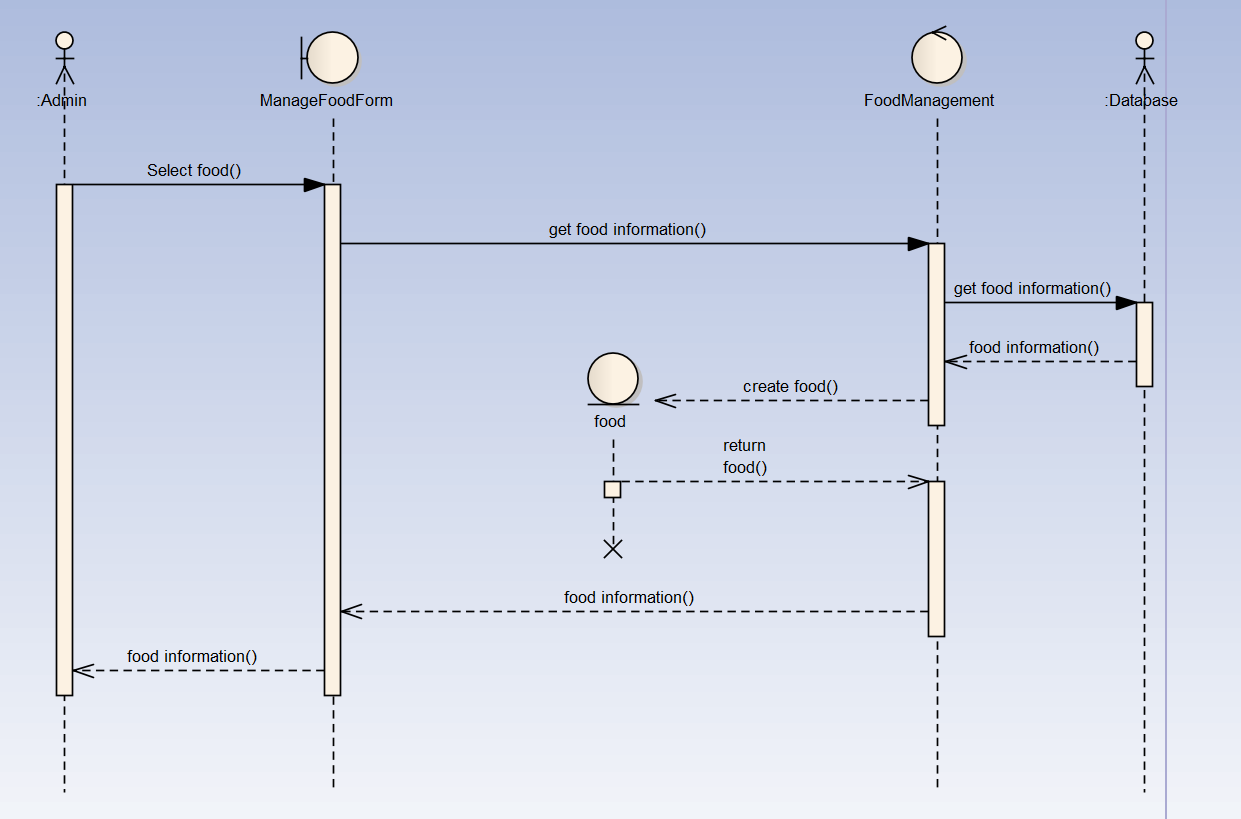 :Admin
ManageFoodForm
FoodManagement
:Database
Select food()
get food information()
get food information()
food information()
create food()
food
return
food()
food information()
food information()